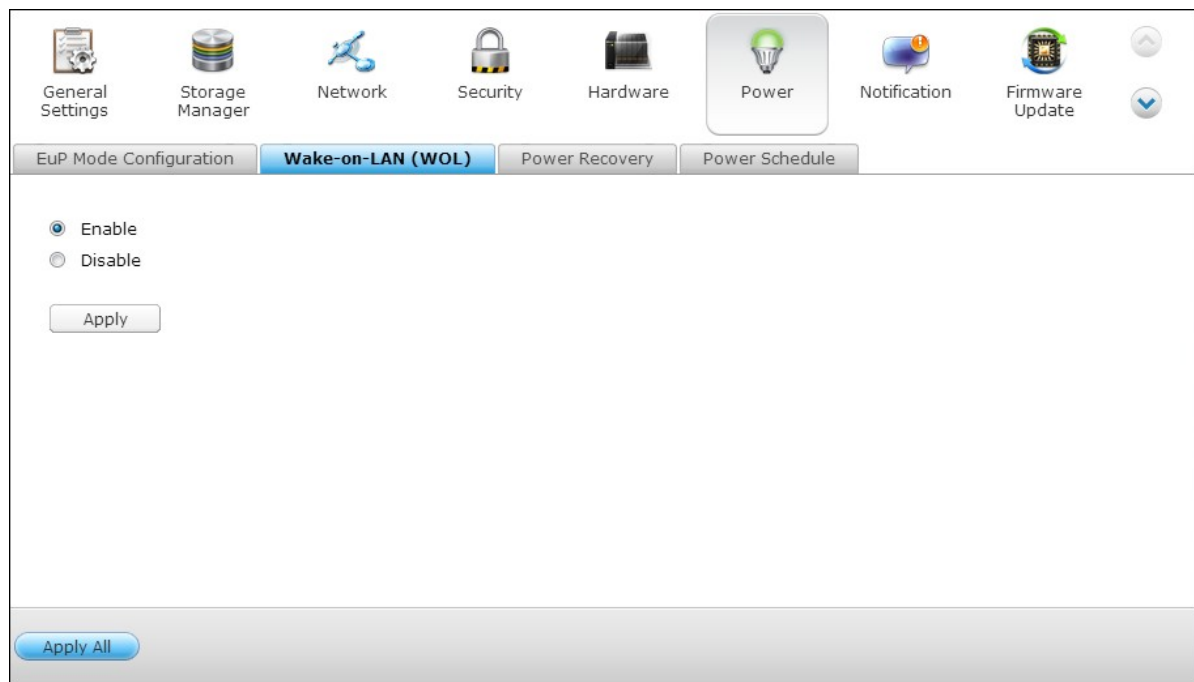 General Settings
Storage Manager
Network
Security
Hardware
Power
Notification
Firmware Update
EuP Mode Configuration
Wake-on-LAN (WOL)
Power Recovery
Power Schedule
Enable
Disable
Apply
Apply All